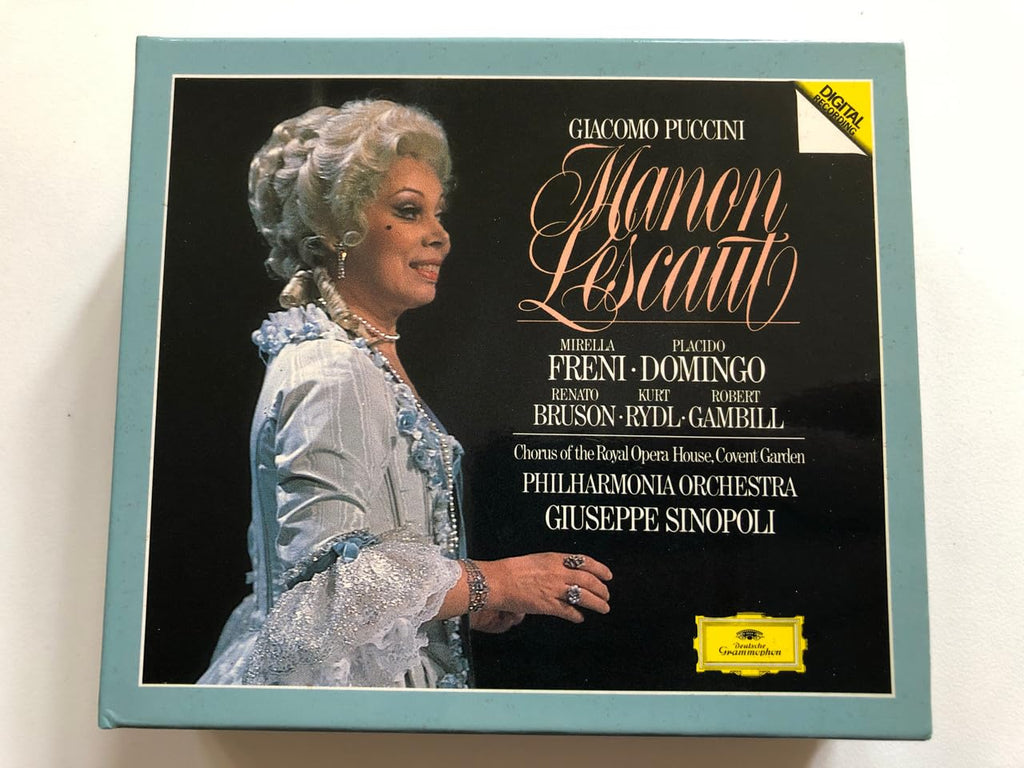 DIGITAL
RECORDING
GIACOMO PUCCINI
Manon
Lescaut
MIRELLA PLACIDO
FRENI · DOMINGO
RENATO KURT ROBERT
BRUSON · RYDL · GAMBILL
Chorus of the Royal Opera House, Covent Garden
PHILHARMONIA ORCHESTRA
GIUSEPPE SINOPOLI
Deutsche
Grammophon